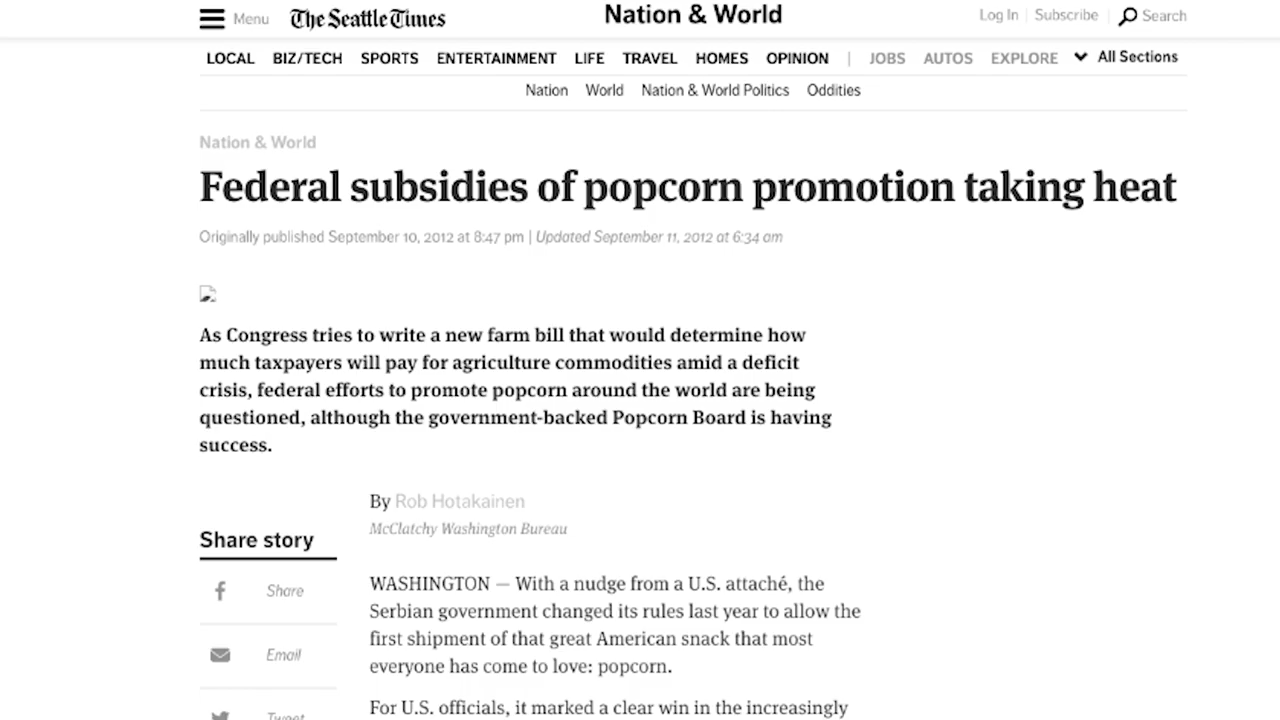 Menu
The Seattle Times
Nation & World
Log In
Subscribe
Search
LOCAL BIZ/TECH SPORTS ENTERTAINMENT LIFE TRAVEL HOMES OPINION | JOBS AUTOS EXPLORE All Sections
Nation World Nation & World Politics Oddities
Nation & World
Federal subsidies of popcorn promotion taking heat
Originally published September 10, 2012 at 8:47 pm | Updated September 11, 2012 at 6:34 am
As Congress tries to write a new farm bill that would determine how
much taxpayers will pay for agriculture commodities amid a deficit
crisis, federal efforts to promote popcorn around the world are being
questioned, although the government-backed Popcorn Board is having
success.
By Rob Hotakainen
McClatchy Washington Bureau
Share story
Share
Email
Tweet
WASHINGTON — With a nudge from a U.S. attaché, the
Serbian government changed its rules last year to allow the
first shipment of that great American snack that most
everyone has come to love: popcorn.
For U.S. officials, it marked a clear win in the increasingly